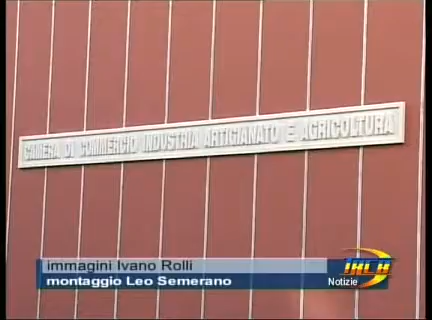 CAMERA DI COMMERCIO INDUSTRIA ARTIGIANATO E AGRICOLTURA
immagini Ivano Rolli
montaggio Leo Semerano
Notizie